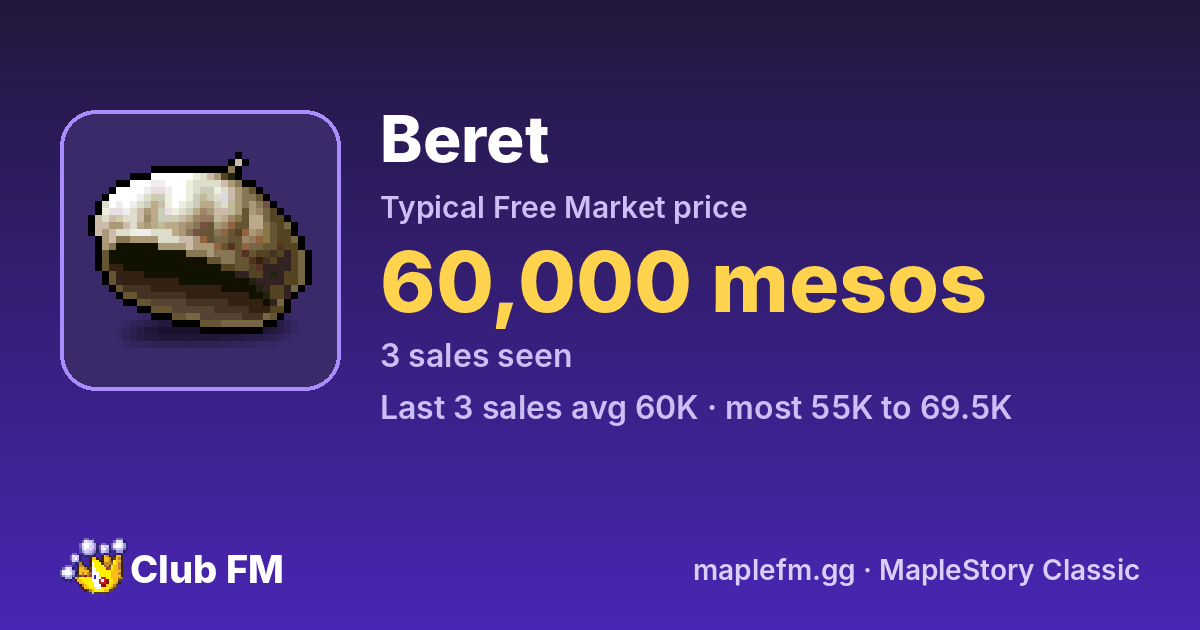 Beret
Typical Free Market price
60,000 mesos
3 sales seen
Last 3 sales avg 60K · most 55K to 69.5K
Club FM
maplefm.gg · MapleStory Classic